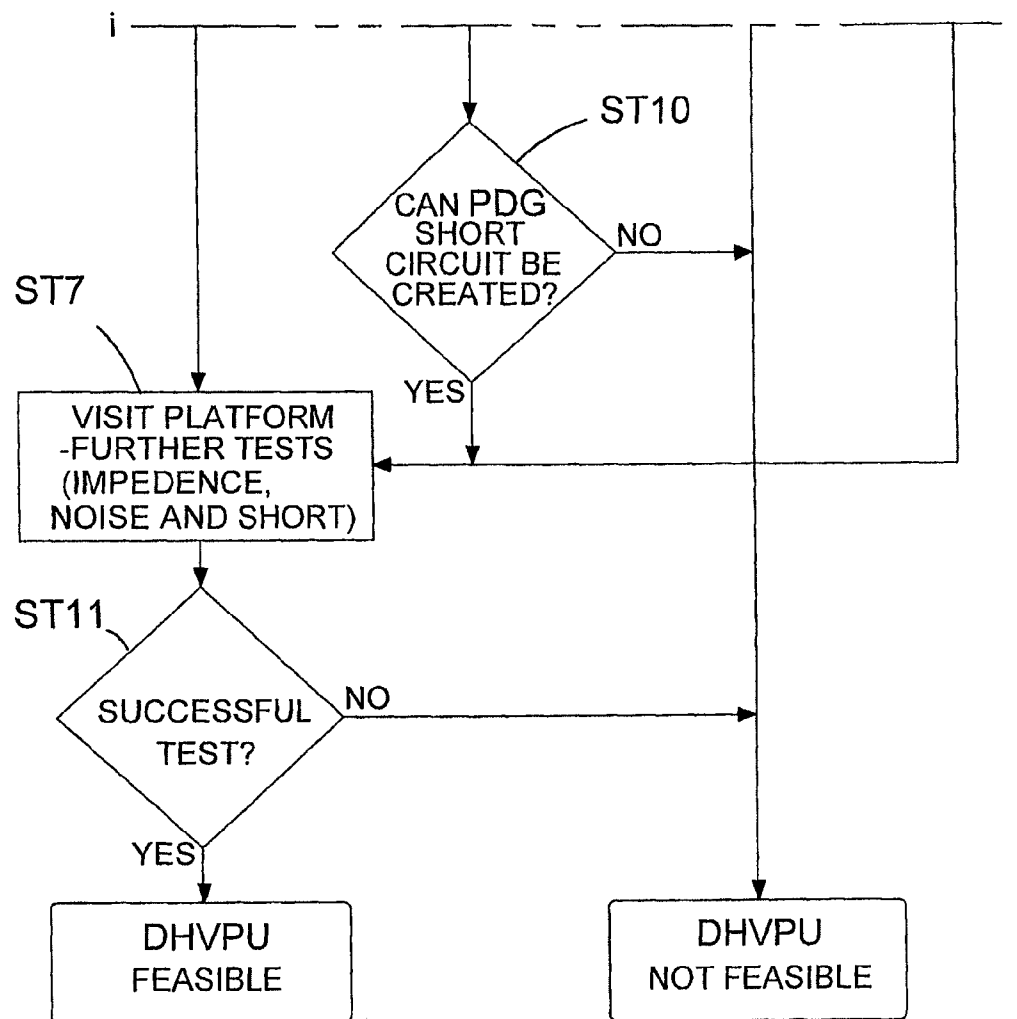 i
ST10
CAN PDG
SHORT
CIRCUIT BE
CREATED?
NO
YES
ST7
VISIT PLATFORM
-FURTHER TESTS
(IMPEDENCE,
NOISE AND SHORT)
ST11
SUCCESSFUL
TEST?
NO
YES
DHVPU
FEASIBLE
DHVPU
NOT FEASIBLE